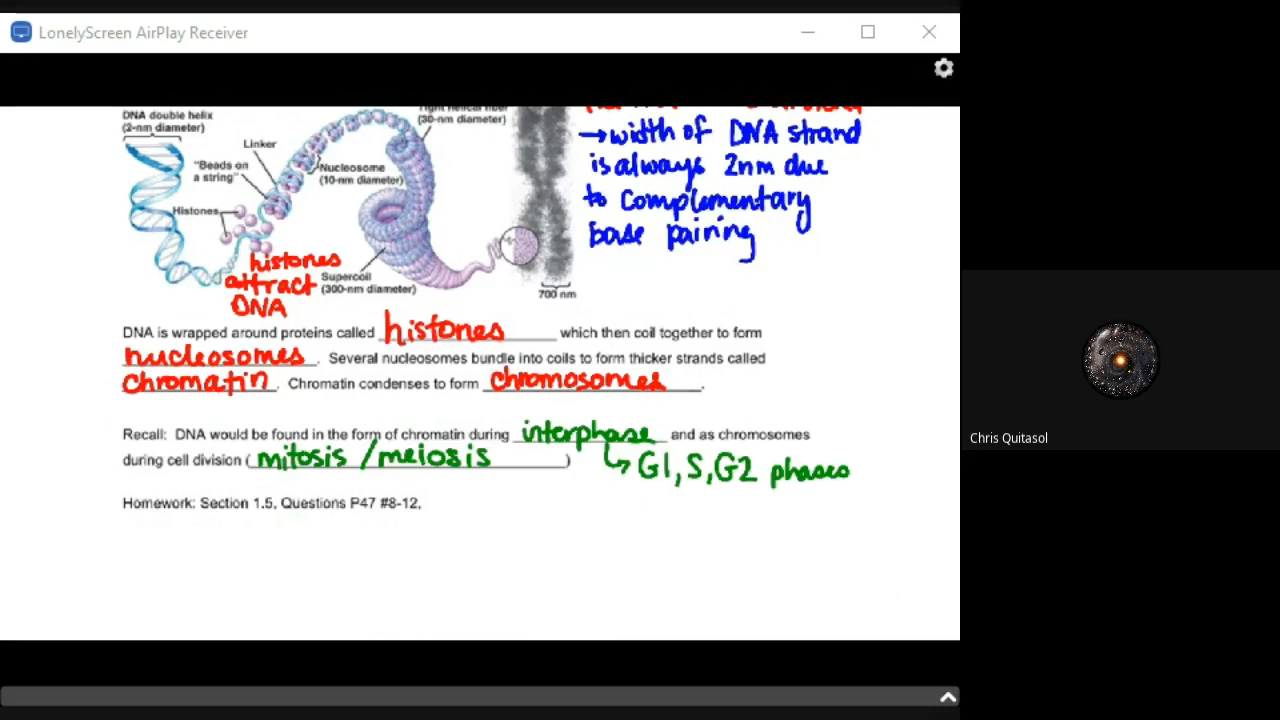 LonelyScreen AirPlay Receiver
DNA double helix
(2-nm diameter)
(30-nm diameter)
Linker
"Beads on
a string"
Nucleosome
(10-nm diameter)
Histones
Supercoil
(300-nm diameter)
700 nm
histones
attract
DNA
→width of DNA strand
is always 2nm due
to complementary
base pairing
DNA is wrapped around proteins called histones which then coil together to form
nucleosomes. Several nucleosomes bundle into coils to form thicker strands called
chromatin. Chromatin condenses to form chromosomes.
Recall: DNA would be found in the form of chromatin during interphase and as chromosomes
during cell division (mitosis/meiosis)
↳ G1, S, G2 phases
Homework: Section 1.5, Questions P47 #8-12,
Chris Quitasol